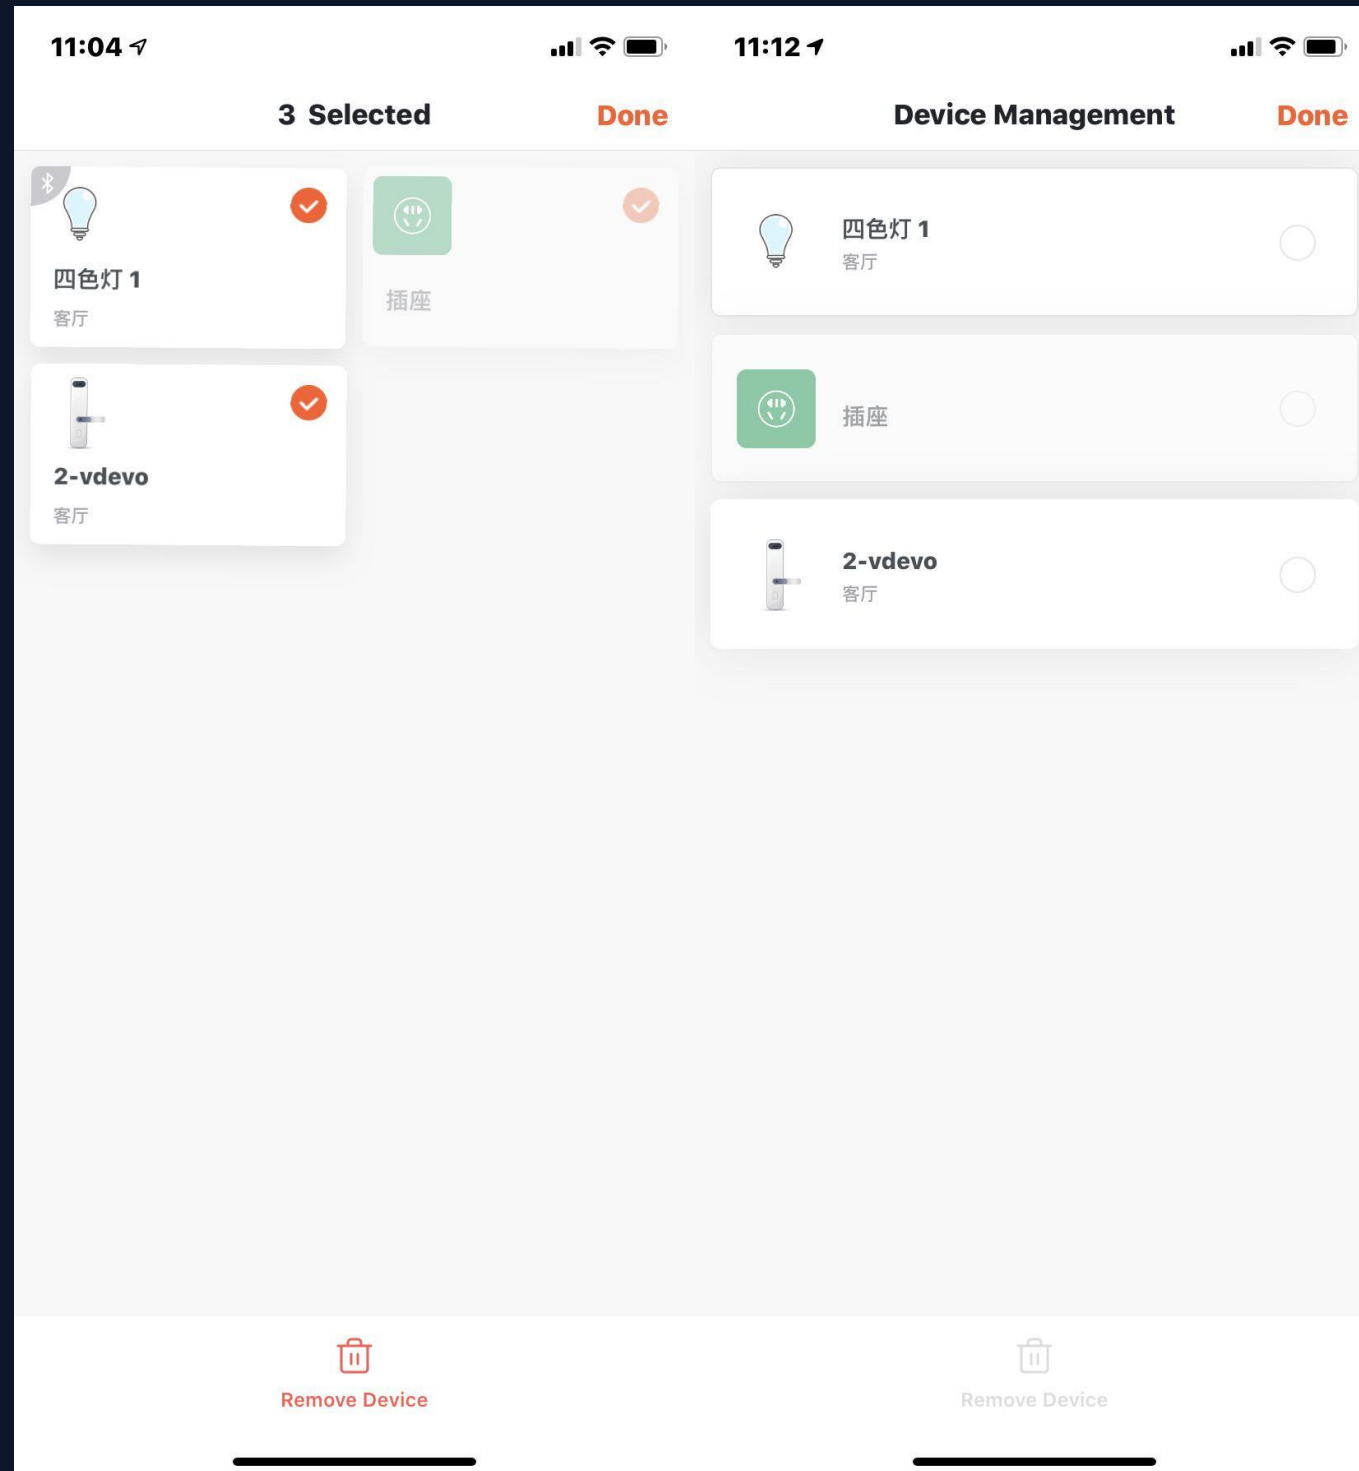 11:04
3 Selected
Done
四色灯 1
客厅
插座
2-vdevo
客厅
Remove Device
11:12
Device Management
Done
四色灯 1
客厅
插座
2-vdevo
客厅
Remove Device